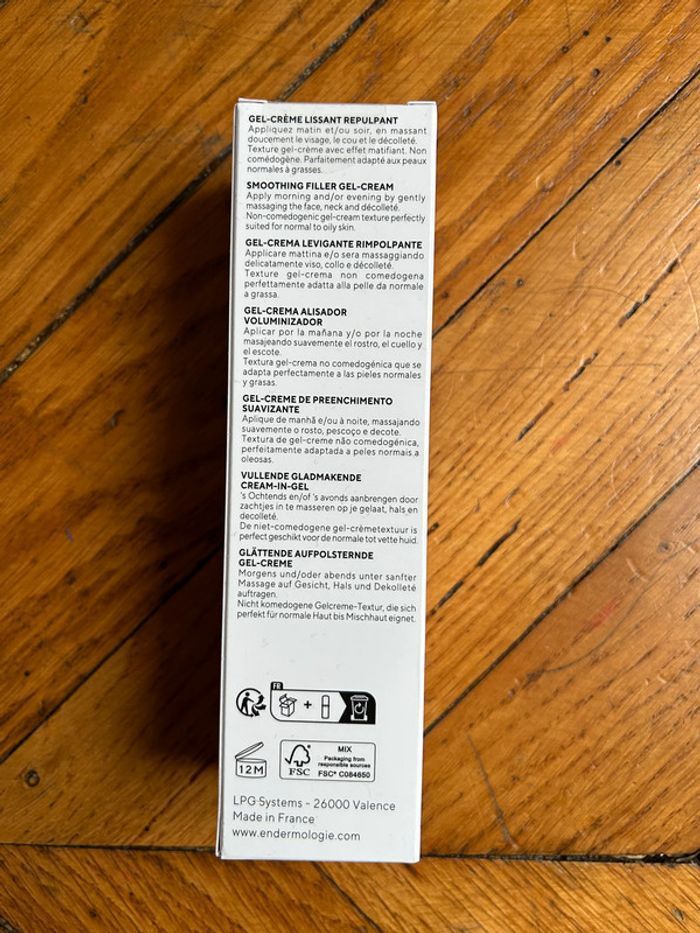 GEL-CRÈME LISSANT REPULPANT
Appliquez matin et/ou soir, en massant
doucement le visage, le cou et le décolleté.
Texture gel-crème avec effet matifiant. Non
comédogène. Parfaitement adapté aux peaux
normales à grasses.
SMOOTHING FILLER GEL-CREAM
Apply morning and/or evening by gently
massaging the face, neck and décolleté.
Non-comedogenic gel-cream texture perfectly
suited for normal to oily skin.
GEL-CREMA LEVIGANTE RIMPOLPANTE
Applicare mattina e/o sera massaggiando
delicatamente viso, collo e décolleté.
Texture gel-crema non comedogena
perfettamente adatta alla pelle da normale
a grassa.
GEL-CREMA ALISADOR
VOLUMINIZADOR
Aplicar por la mañana y/o por la noche
masajeando suavemente el rostro, el cuello y
el escote.
Textura gel-crema no comedogénica que se
adapta perfectamente a las pieles normales
y grasas.
GEL-CREME DE PREENCHIMENTO
SUAVIZANTE
Aplique de manhã e/ou à noite, massajando
suavemente o rosto, pescoço e decote.
Textura de gel-creme não comedogénica,
perfeitamente adaptada a peles normais a
oleosas.
VULLENDE GLADMAKENDE
CREAM-IN-GEL
's Ochtends en/of 's avonds aanbrengen door
zachtjes in te masseren op je gelaat, hals en
decolleté.
De niet-comedogene gel-crèmetextuur is
perfect geschikt voor de normale tot vette huid.
GLÄTTENDE AUFPOLSTERNDE
GEL-CREME
Morgens und/oder abends unter sanfter
Massage auf Gesicht, Hals und Dekolleté
auftragen.
Nicht komedogene Gelcreme-Textur, die sich
perfekt für normale Haut bis Mischhaut eignet.
FR
+
12M
FSC
MIX
Packaging from
responsible sources
FSC® C084650
LPG Systems - 26000 Valence
Made in France
www.endermologie.com